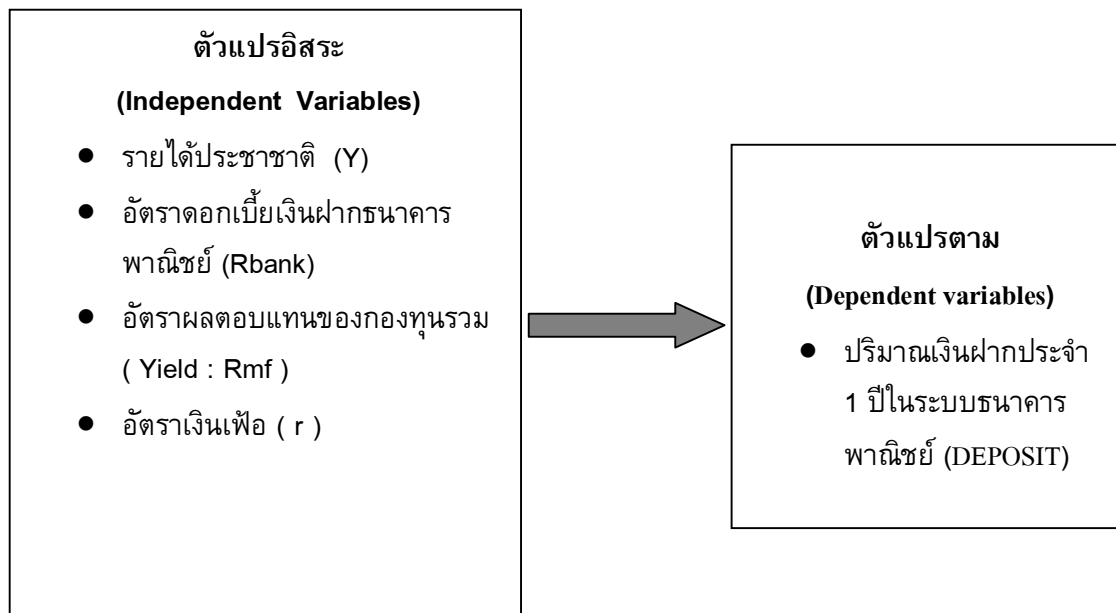 ตัวแปรอิสระ
(Independent Variables)
● รายได้ประชาชาติ (Y)
● อัตราดอกเบี้ยเงินฝากธนาคาร
พาณิชย์ (Rbank)
● อัตราผลตอบแทนของกองทุนรวม
( Yield : Rmf )
● อัตราเงินเฟ้อ ( r )
ตัวแปรตาม
(Dependent variables)
● ปริมาณเงินฝากประจำ
1 ปีในระบบธนาคาร
พาณิชย์ (DEPOSIT)